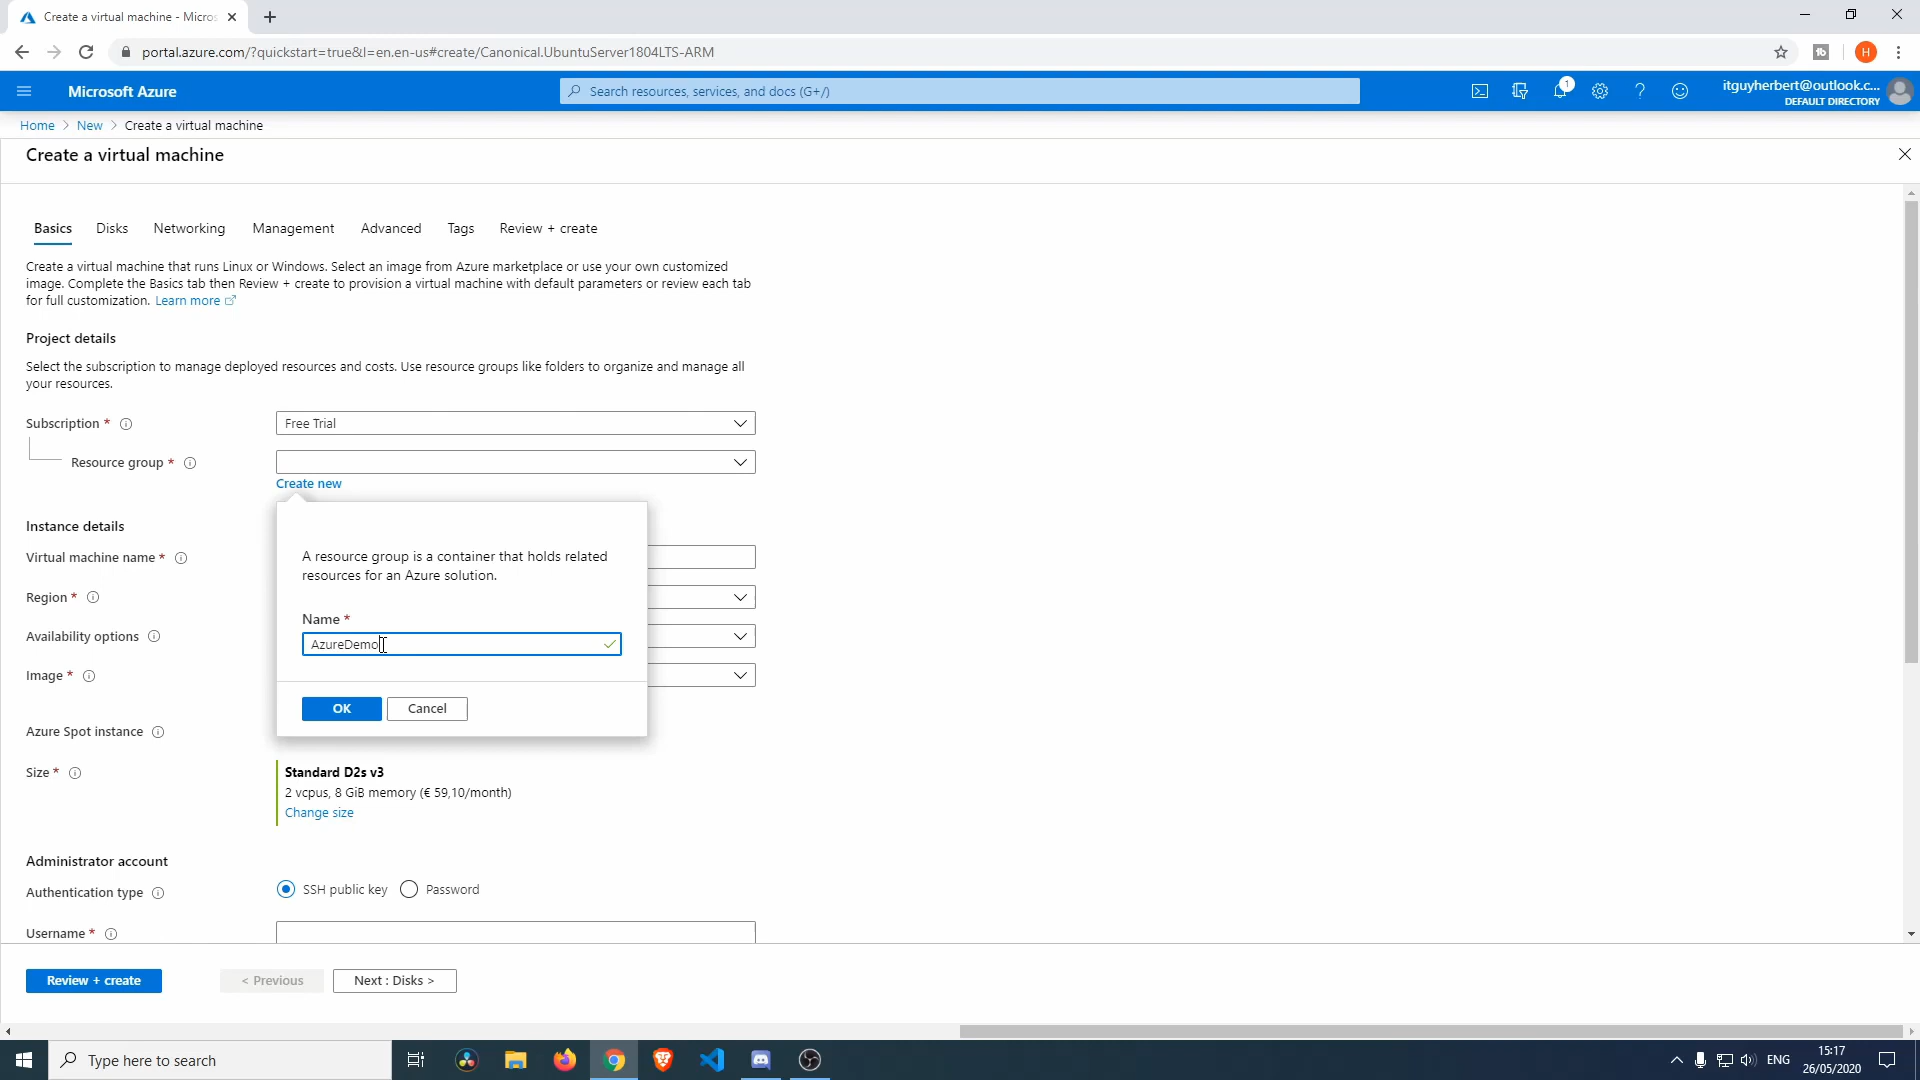 Create a virtual machine - Micros
portal.azure.com/?quickstart=true&l=en.en-us#create/Canonical.UbuntuServer1804LTS-ARM
H
Microsoft Azure
Search resources, services, and docs (G+/)
1
itguyherbert@outlook.c...
DEFAULT DIRECTORY
Home > New > Create a virtual machine
Create a virtual machine
Basics Disks Networking Management Advanced Tags Review + create
Create a virtual machine that runs Linux or Windows. Select an image from Azure marketplace or use your own customized
image. Complete the Basics tab then Review + create to provision a virtual machine with default parameters or review each tab
for full customization. Learn more
Project details
Select the subscription to manage deployed resources and costs. Use resource groups like folders to organize and manage all
your resources.
Subscription *
Free Trial
Resource group *
Create new
A resource group is a container that holds related
resources for an Azure solution.
Name *
AzureDemo
OK Cancel
Instance details
Virtual machine name *
Region *
Availability options
Image *
Azure Spot instance
Size *
Standard D2s v3
2 vcpus, 8 GiB memory (€ 59,10/month)
Change size
Administrator account
Authentication type
SSH public key Password
Username *
Review + create < Previous Next : Disks >
Type here to search
ENG
15:17
26/05/2020